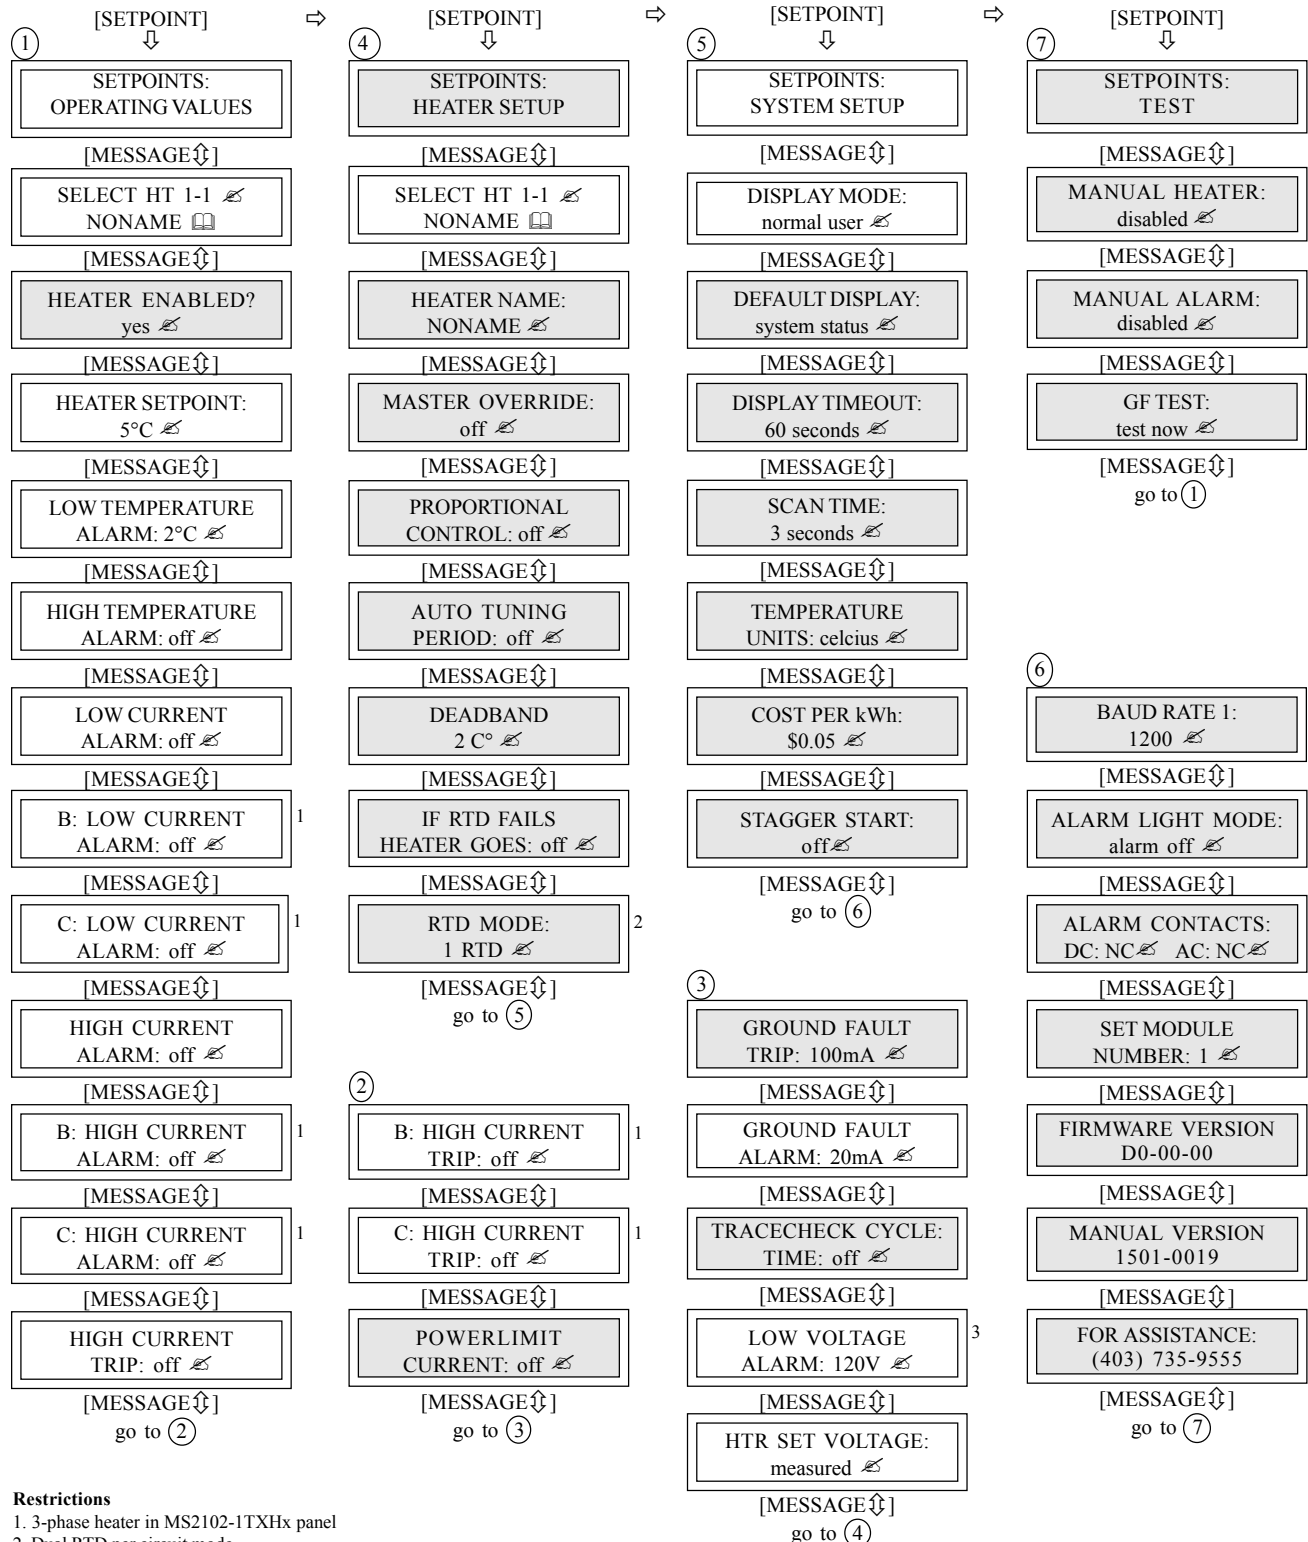 [SETPOINT] ⇨
⇩
1
SETPOINTS:
OPERATING VALUES
[MESSAGE⇳]
SELECT HT 1-1 ✍
NONAME 🕮
[MESSAGE⇳]
HEATER ENABLED?
yes ✍
[MESSAGE⇳]
HEATER SETPOINT:
5°C ✍
[MESSAGE⇳]
LOW TEMPERATURE
ALARM: 2°C ✍
[MESSAGE⇳]
HIGH TEMPERATURE
ALARM: off ✍
[MESSAGE⇳]
LOW CURRENT
ALARM: off ✍
[MESSAGE⇳]
B: LOW CURRENT 1
ALARM: off ✍
[MESSAGE⇳]
C: LOW CURRENT 1
ALARM: off ✍
[MESSAGE⇳]
HIGH CURRENT
ALARM: off ✍
[MESSAGE⇳]
B: HIGH CURRENT 1
ALARM: off ✍
[MESSAGE⇳]
C: HIGH CURRENT 1
ALARM: off ✍
[MESSAGE⇳]
HIGH CURRENT
TRIP: off ✍
[MESSAGE⇳]
go to 2
[SETPOINT] ⇨
⇩
4
SETPOINTS:
HEATER SETUP
[MESSAGE⇳]
SELECT HT 1-1 ✍
NONAME 🕮
[MESSAGE⇳]
HEATER NAME:
NONAME ✍
[MESSAGE⇳]
MASTER OVERRIDE:
off ✍
[MESSAGE⇳]
PROPORTIONAL
CONTROL: off ✍
[MESSAGE⇳]
AUTO TUNING
PERIOD: off ✍
[MESSAGE⇳]
DEADBAND
2 C° ✍
[MESSAGE⇳]
IF RTD FAILS
HEATER GOES: off ✍
[MESSAGE⇳]
RTD MODE: 2
1 RTD ✍
[MESSAGE⇳]
go to 5
2
B: HIGH CURRENT 1
TRIP: off ✍
[MESSAGE⇳]
C: HIGH CURRENT 1
TRIP: off ✍
[MESSAGE⇳]
POWERLIMIT
CURRENT: off ✍
[MESSAGE⇳]
go to 3
[SETPOINT] ⇨
⇩
5
SETPOINTS:
SYSTEM SETUP
[MESSAGE⇳]
DISPLAY MODE:
normal user ✍
[MESSAGE⇳]
DEFAULT DISPLAY:
system status ✍
[MESSAGE⇳]
DISPLAY TIMEOUT:
60 seconds ✍
[MESSAGE⇳]
SCAN TIME:
3 seconds ✍
[MESSAGE⇳]
TEMPERATURE
UNITS: celcius ✍
[MESSAGE⇳]
COST PER kWh:
$0.05 ✍
[MESSAGE⇳]
STAGGER START:
off✍
[MESSAGE⇳]
go to 6
3
GROUND FAULT
TRIP: 100mA ✍
[MESSAGE⇳]
GROUND FAULT
ALARM: 20mA ✍
[MESSAGE⇳]
TRACECHECK CYCLE:
TIME: off ✍
[MESSAGE⇳]
LOW VOLTAGE 3
ALARM: 120V ✍
[MESSAGE⇳]
HTR SET VOLTAGE:
measured ✍
[MESSAGE⇳]
go to 4
[SETPOINT]
⇩
7
SETPOINTS:
TEST
[MESSAGE⇳]
MANUAL HEATER:
disabled ✍
[MESSAGE⇳]
MANUAL ALARM:
disabled ✍
[MESSAGE⇳]
GF TEST:
test now ✍
[MESSAGE⇳]
go to 1
6
BAUD RATE 1:
1200 ✍
[MESSAGE⇳]
ALARM LIGHT MODE:
alarm off ✍
[MESSAGE⇳]
ALARM CONTACTS:
DC: NC✍ AC: NC✍
[MESSAGE⇳]
SET MODULE
NUMBER: 1 ✍
[MESSAGE⇳]
FIRMWARE VERSION
D0-00-00
[MESSAGE⇳]
MANUAL VERSION
1501-0019
[MESSAGE⇳]
FOR ASSISTANCE:
(403) 735-9555
[MESSAGE⇳]
go to 7
Restrictions
1. 3-phase heater in MS2102-1TXHx panel
2. Dual RTD per circuit mode